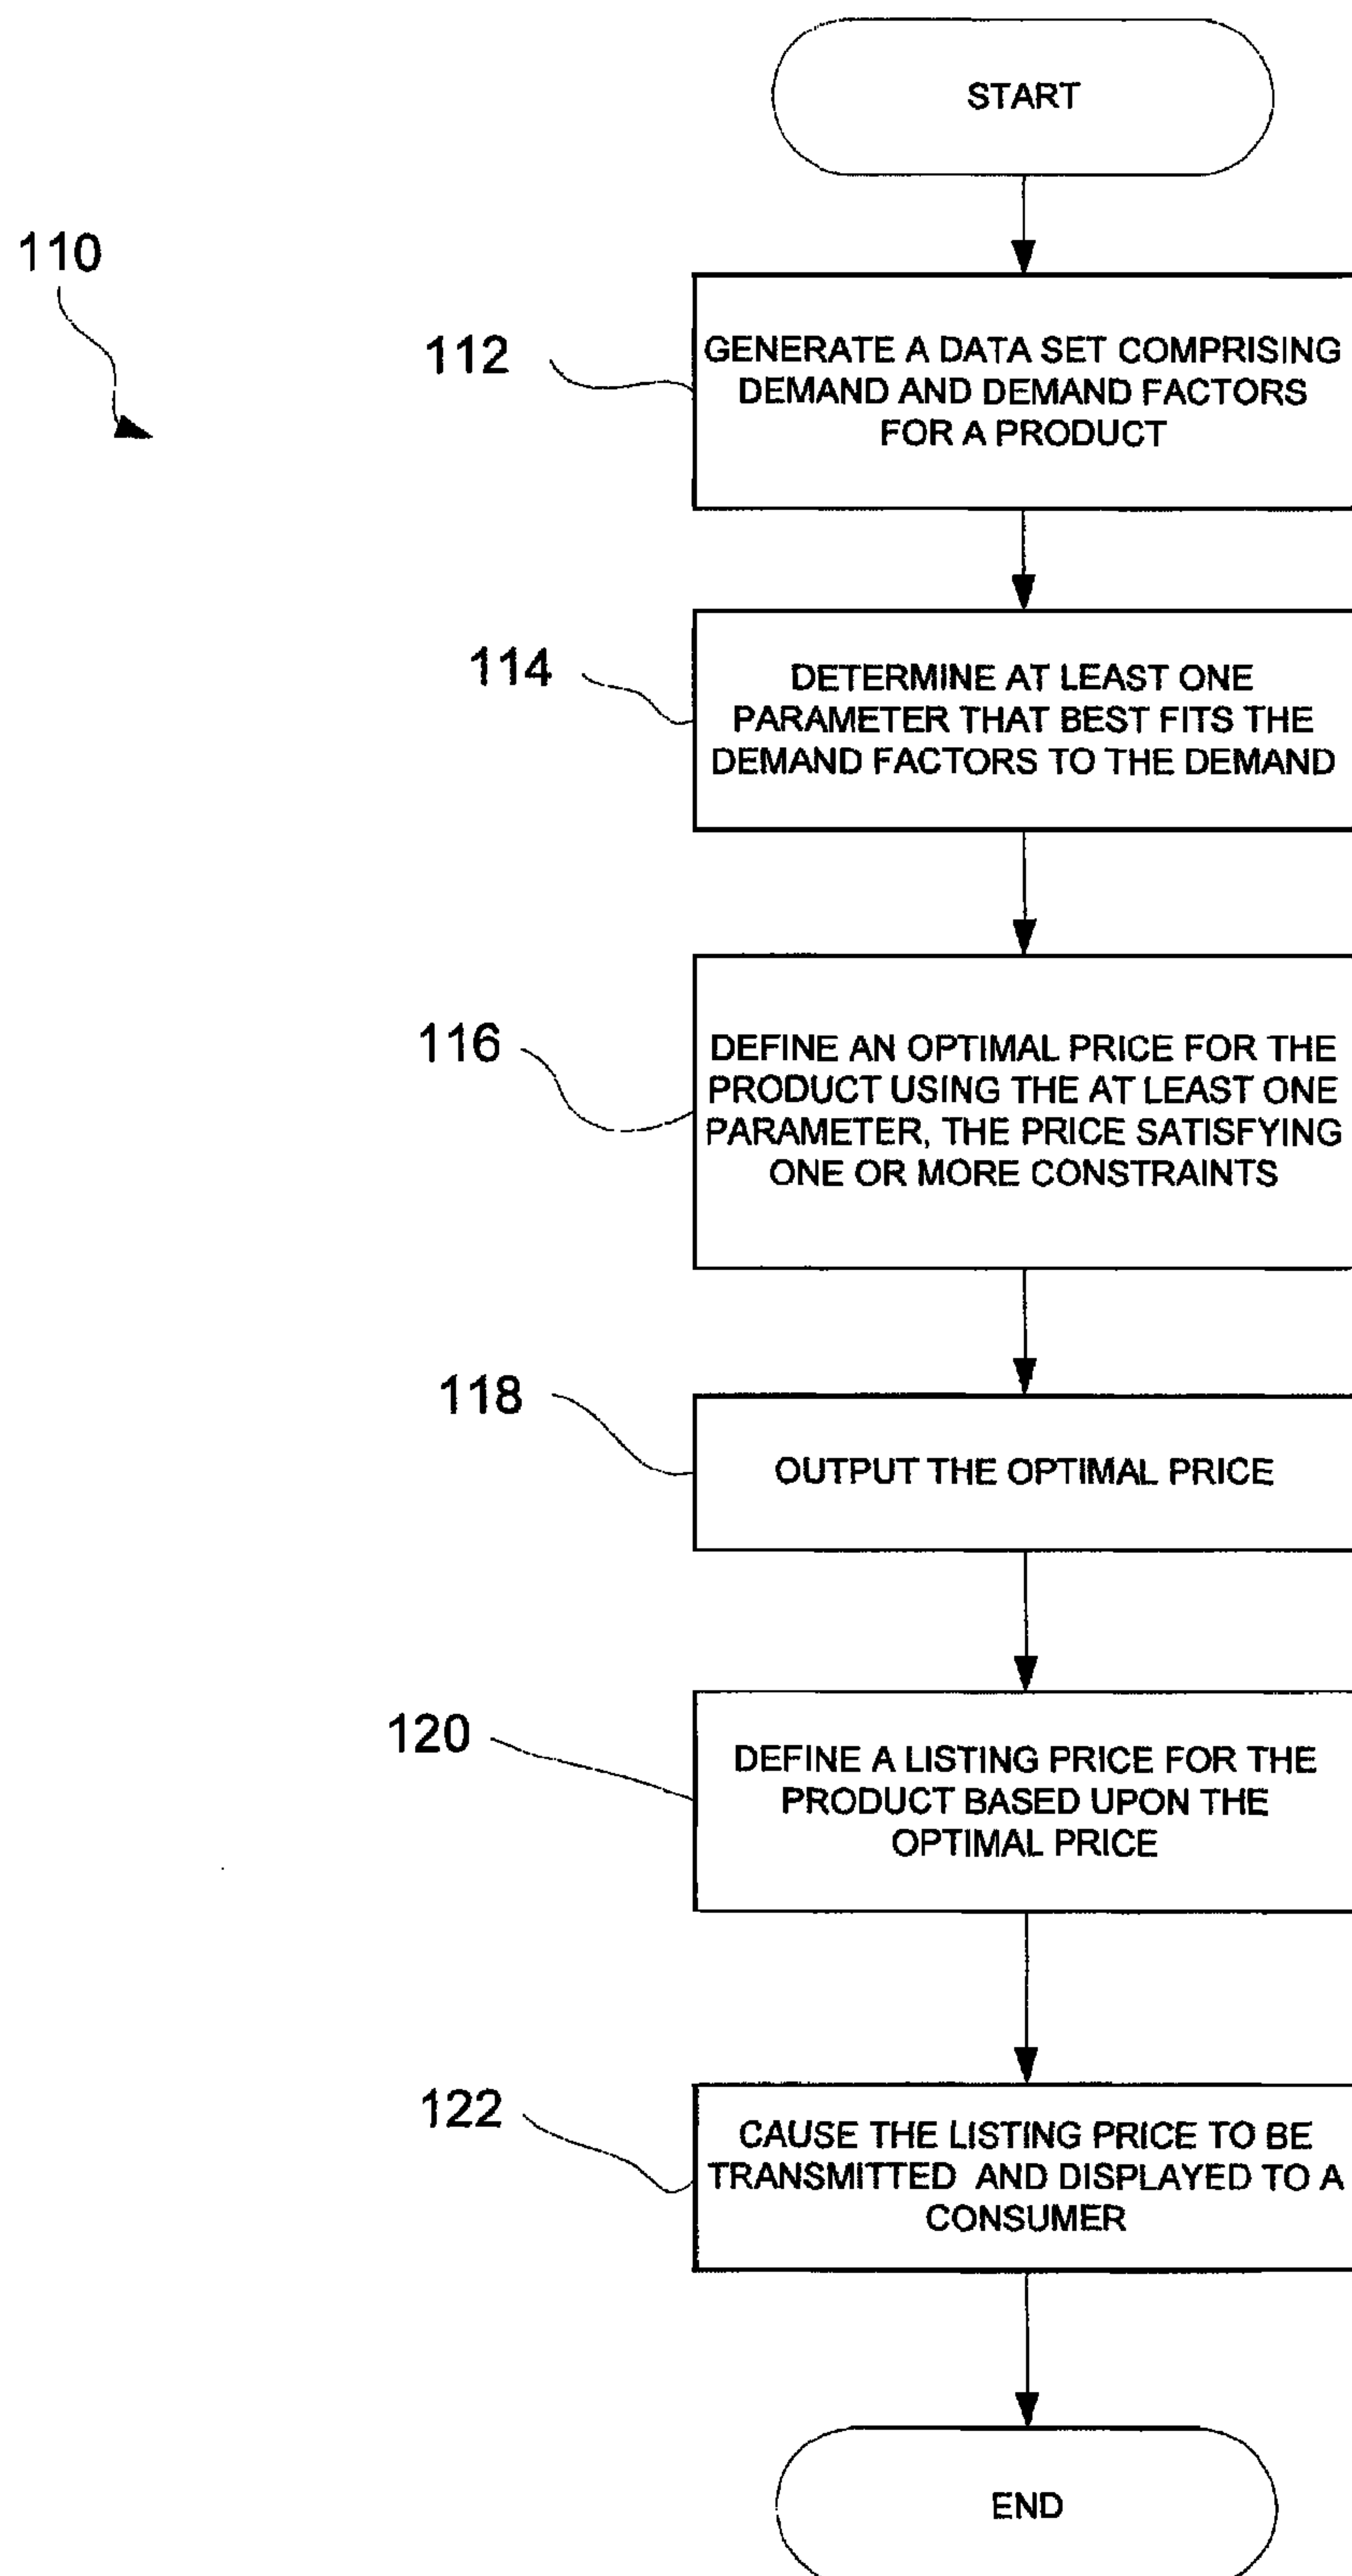 START
110
112
GENERATE A DATA SET COMPRISING
DEMAND AND DEMAND FACTORS
FOR A PRODUCT
114
DETERMINE AT LEAST ONE
PARAMETER THAT BEST FITS THE
DEMAND FACTORS TO THE DEMAND
116
DEFINE AN OPTIMAL PRICE FOR THE
PRODUCT USING THE AT LEAST ONE
PARAMETER, THE PRICE SATISFYING
ONE OR MORE CONSTRAINTS
118
OUTPUT THE OPTIMAL PRICE
120
DEFINE A LISTING PRICE FOR THE
PRODUCT BASED UPON THE
OPTIMAL PRICE
122
CAUSE THE LISTING PRICE TO BE
TRANSMITTED AND DISPLAYED TO A
CONSUMER
END